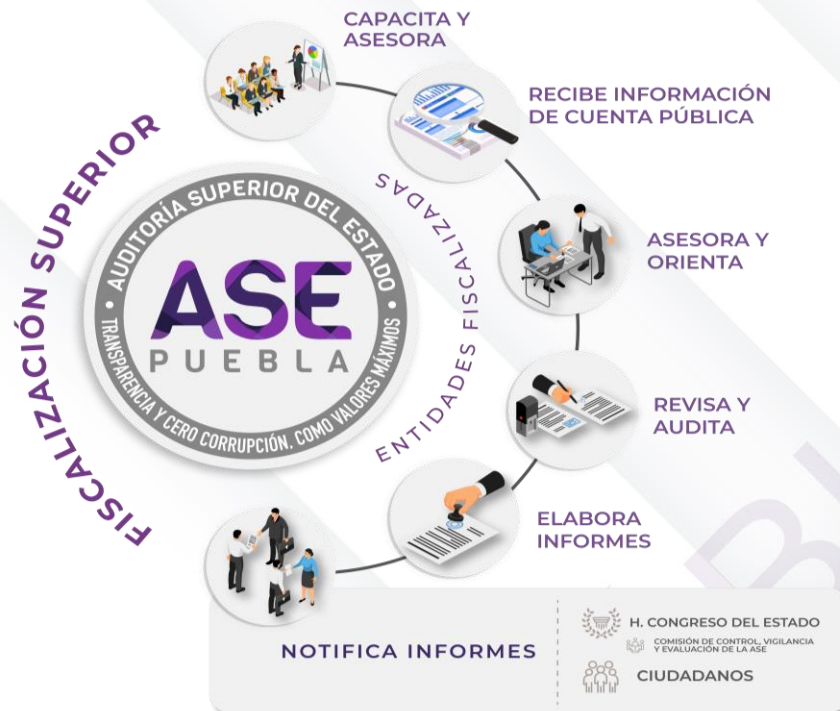 CAPACITA Y
ASESORA
RECIBE INFORMACIÓN
DE CUENTA PÚBLICA
FISCALIZACIÓN SUPERIOR
AUDITORÍA SUPERIOR DEL ESTADO
ASE
PUEBLA
TRANSPARENCIA Y CERO CORRUPCIÓN, COMO VALORES MÁXIMOS
ENTIDADES FISCALIZADAS
ASESORA Y
ORIENTA
REVISA Y
AUDITA
ELABORA
INFORMES
NOTIFICA INFORMES
H. CONGRESO DEL ESTADO
COMISIÓN DE CONTROL, VIGILANCIA
Y EVALUACIÓN DE LA ASE
CIUDADANOS